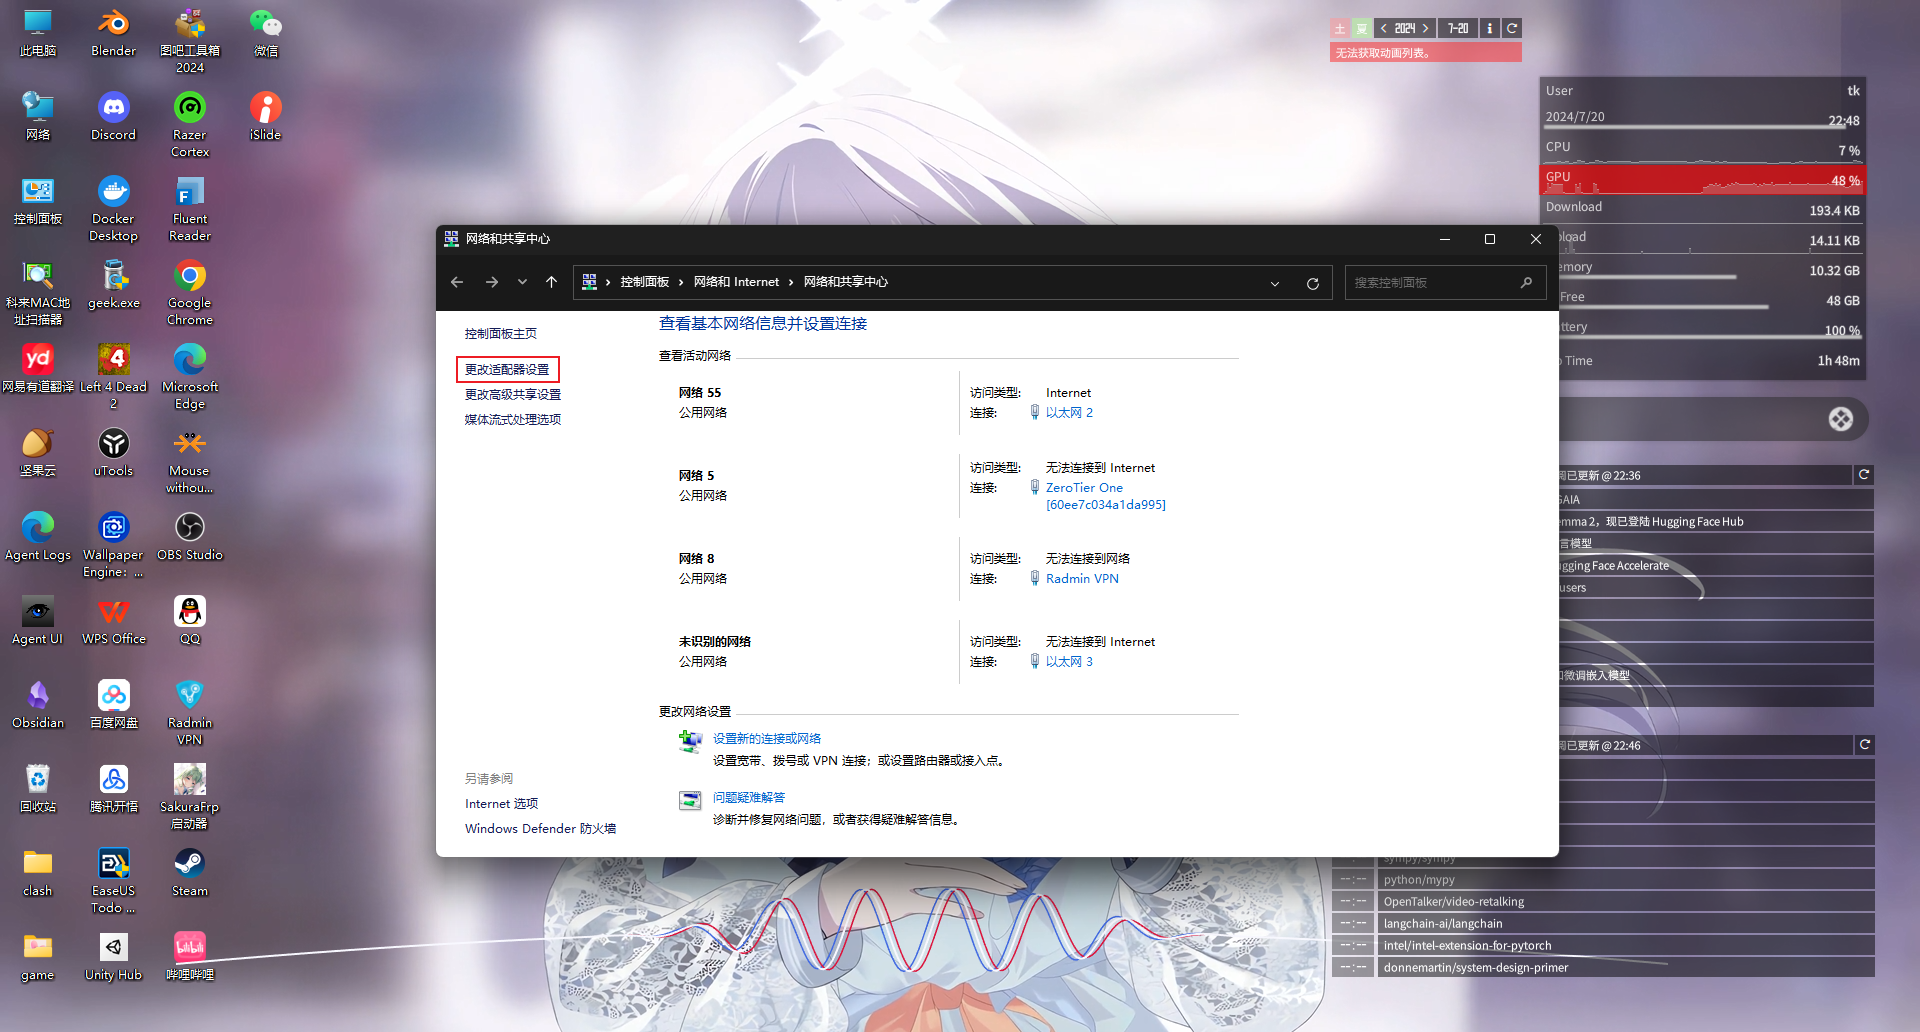 此电脑
Blender
图吧工具箱
2024
微信
网络
Discord
Razer
Cortex
iSlide
控制面板
Docker
Desktop
Fluent
Reader
科来MAC地
址扫描器
geek.exe
Google
Chrome
网易有道翻译
Left 4 Dead
2
Microsoft
Edge
坚果云
uTools
Mouse
withou...
Agent Logs
Wallpaper
Engine：...
OBS Studio
Agent UI
WPS Office
QQ
Obsidian
百度网盘
Radmin
VPN
回收站
腾讯开悟
SakuraFrp
启动器
clash
EaseUS
Todo ...
Steam
game
Unity Hub
哔哩哔哩
网络和共享中心
控制面板 › 网络和 Internet › 网络和共享中心
搜索控制面板
控制面板主页
更改适配器设置
更改高级共享设置
媒体流式处理选项
另请参阅
Internet 选项
Windows Defender 防火墙
查看基本网络信息并设置连接
查看活动网络
网络 55
公用网络
访问类型: Internet
连接: 以太网 2
网络 5
公用网络
访问类型: 无法连接到 Internet
连接: ZeroTier One
[60ee7c034a1da995]
网络 8
公用网络
访问类型: 无法连接到网络
连接: Radmin VPN
未识别的网络
公用网络
访问类型: 无法连接到 Internet
连接: 以太网 3
更改网络设置
设置新的连接或网络
设置宽带、拨号或 VPN 连接；或设置路由器或接入点。
问题疑难解答
诊断并修复网络问题，或者获得疑难解答信息。
土 夏 < 2024 > 7-20 i
无法获取动画列表。
User tk
2024/7/20 22:48
CPU 7 %
GPU 48 %
Download 193.4 KB
load 14.11 KB
emory 10.32 GB
Free 48 GB
ttery 100 %
Time 1h 48m
已更新 @ 22:36
GAIA
emma 2，现已登陆 Hugging Face Hub
言模型
gging Face Accelerate
users
微调嵌入模型
已更新 @ 22:46
sympy/sympy
--:-- python/mypy
--:-- OpenTalker/video-retalking
--:-- langchain-ai/langchain
--:-- intel/intel-extension-for-pytorch
--:-- donnemartin/system-design-primer